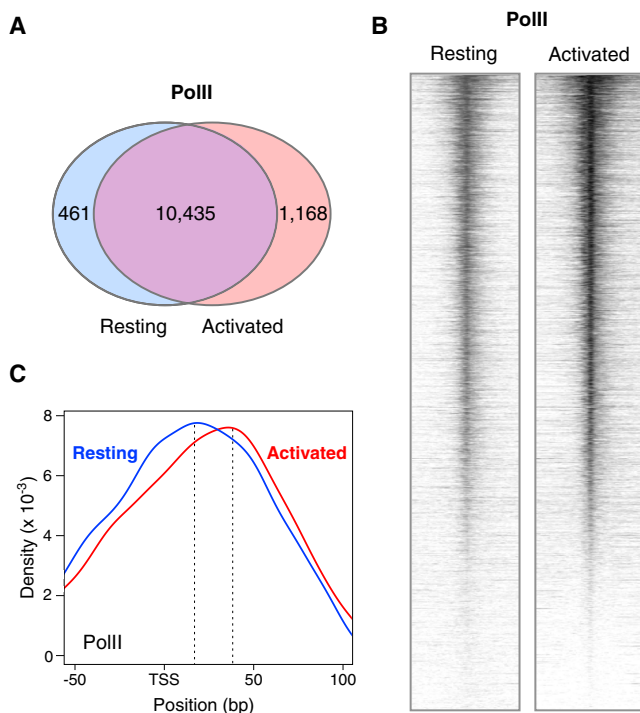 A
PolII
461
10,435
1,168
Resting
Activated
B
PolII
Resting
Activated
C
8
6
4
2
0
Density (x 10-3)
Resting
Activated
PolII
-50
TSS
50
100
Position (bp)